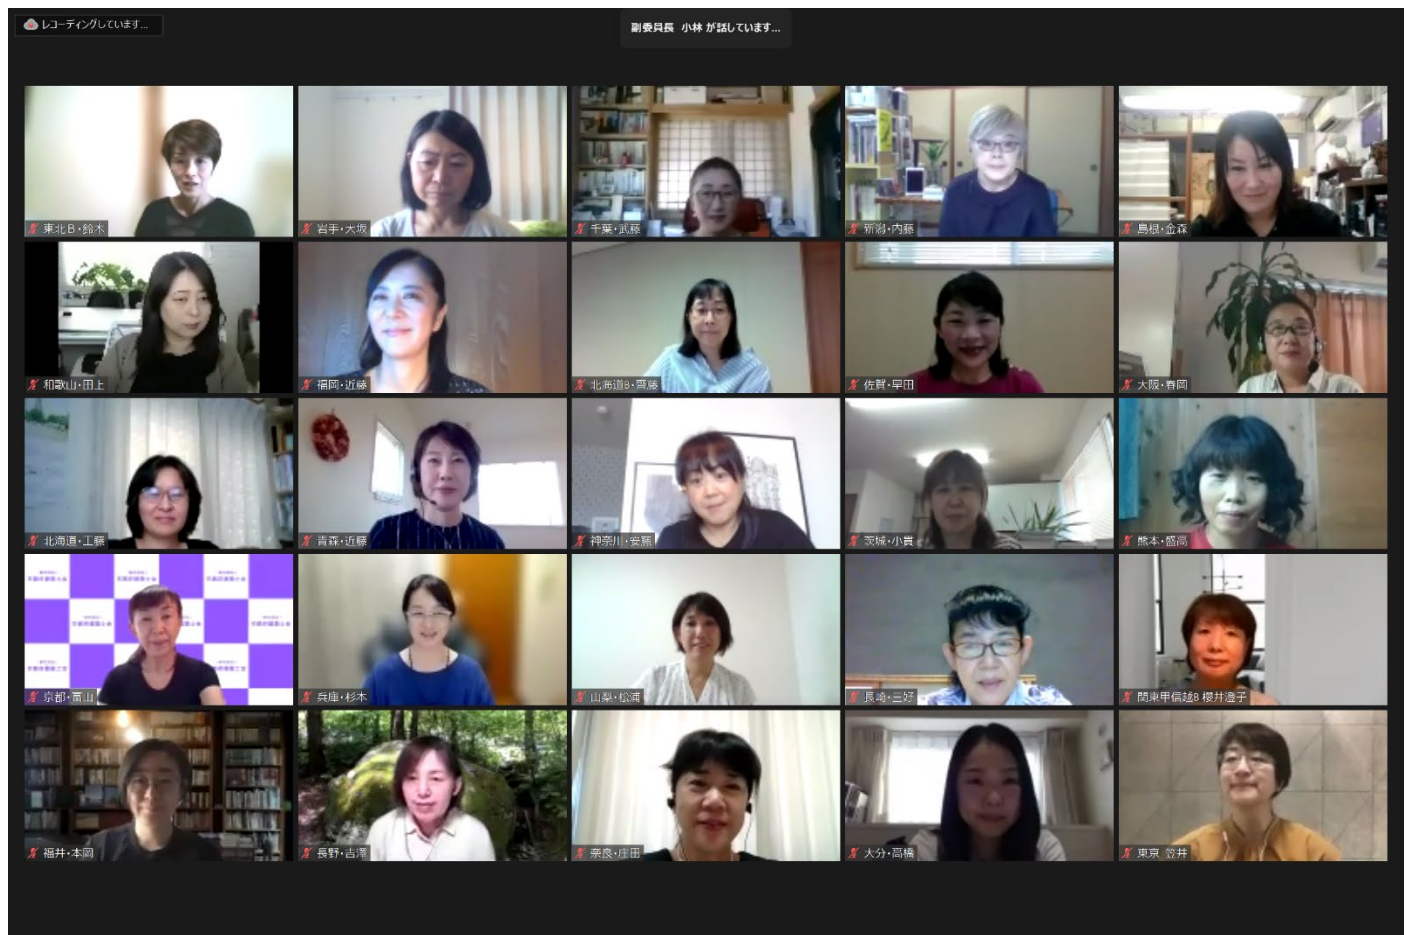 レコーディングしています...
副委員長 小林 が話しています...
東北B・鈴木
岩手・大坂
千葉・武藤
新潟・内藤
島根・金森
和歌山・田上
福岡・近藤
北海道B・齊藤
佐賀・早田
大阪・春岡
北海道・工藤
青森・近藤
神奈川・安藤
茨城・小貫
熊本・盛高
京都・冨山
兵庫・杉本
山梨・松浦
長崎・三好
関東甲信越B 櫻井澄子
福井・本岡
長野・吉澤
奈良・庄田
大分・高橋
東京 笠井